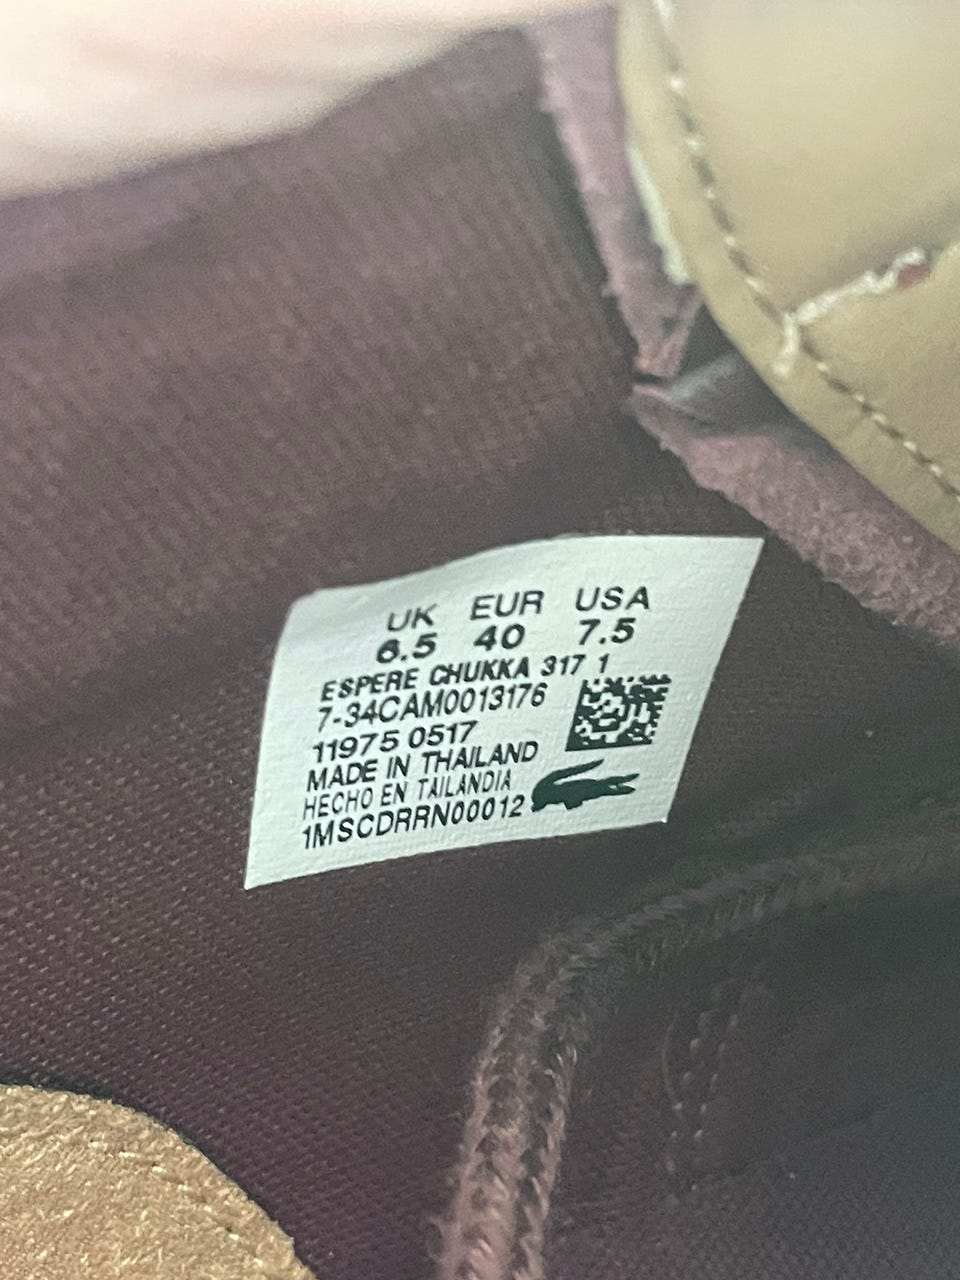 UK EUR USA
6.5 40 7.5
ESPERE CHUKKA 317 1
7-34CAM0013176
11975 0517
MADE IN THAILAND
HECHO EN TAILANDIA
1MSCDRRN00012